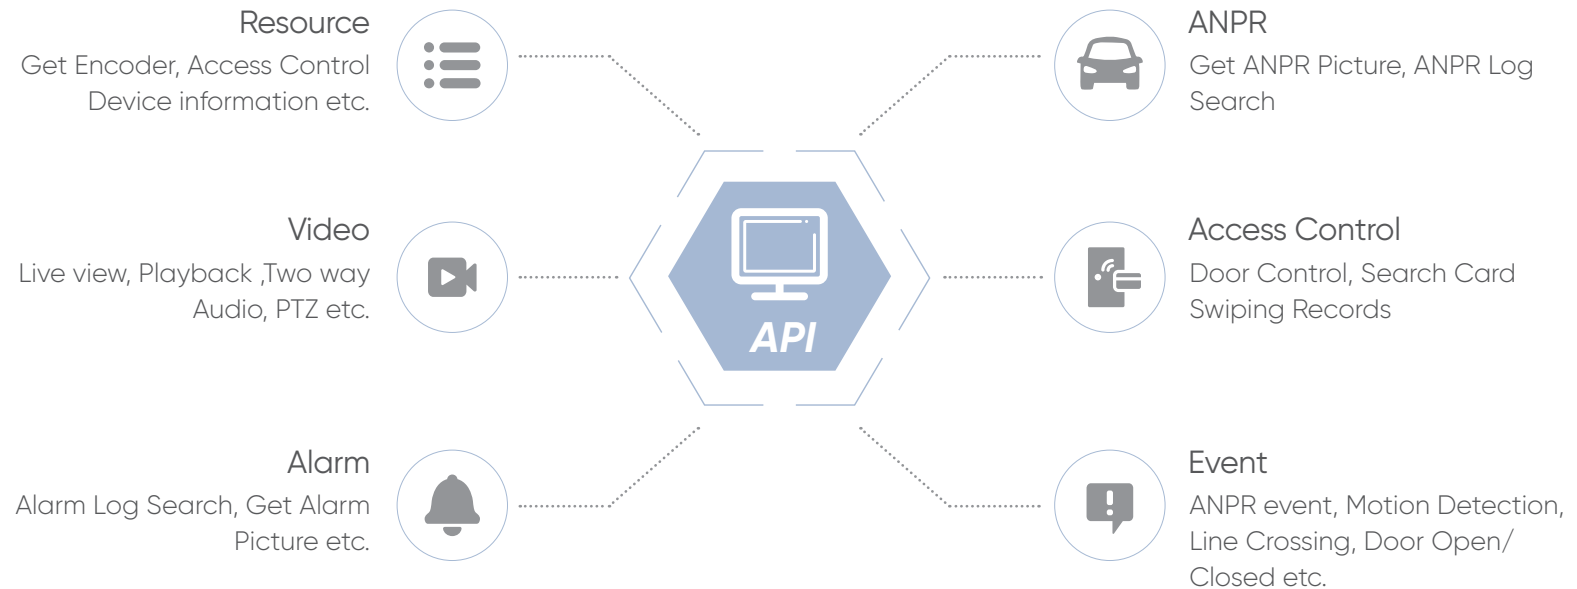 Resource
Get Encoder, Access Control
Device information etc.
Video
Live view, Playback ,Two way
Audio, PTZ etc.
Alarm
Alarm Log Search, Get Alarm
Picture etc.
API
ANPR
Get ANPR Picture, ANPR Log
Search
Access Control
Door Control, Search Card
Swiping Records
Event
ANPR event, Motion Detection,
Line Crossing, Door Open/
Closed etc.